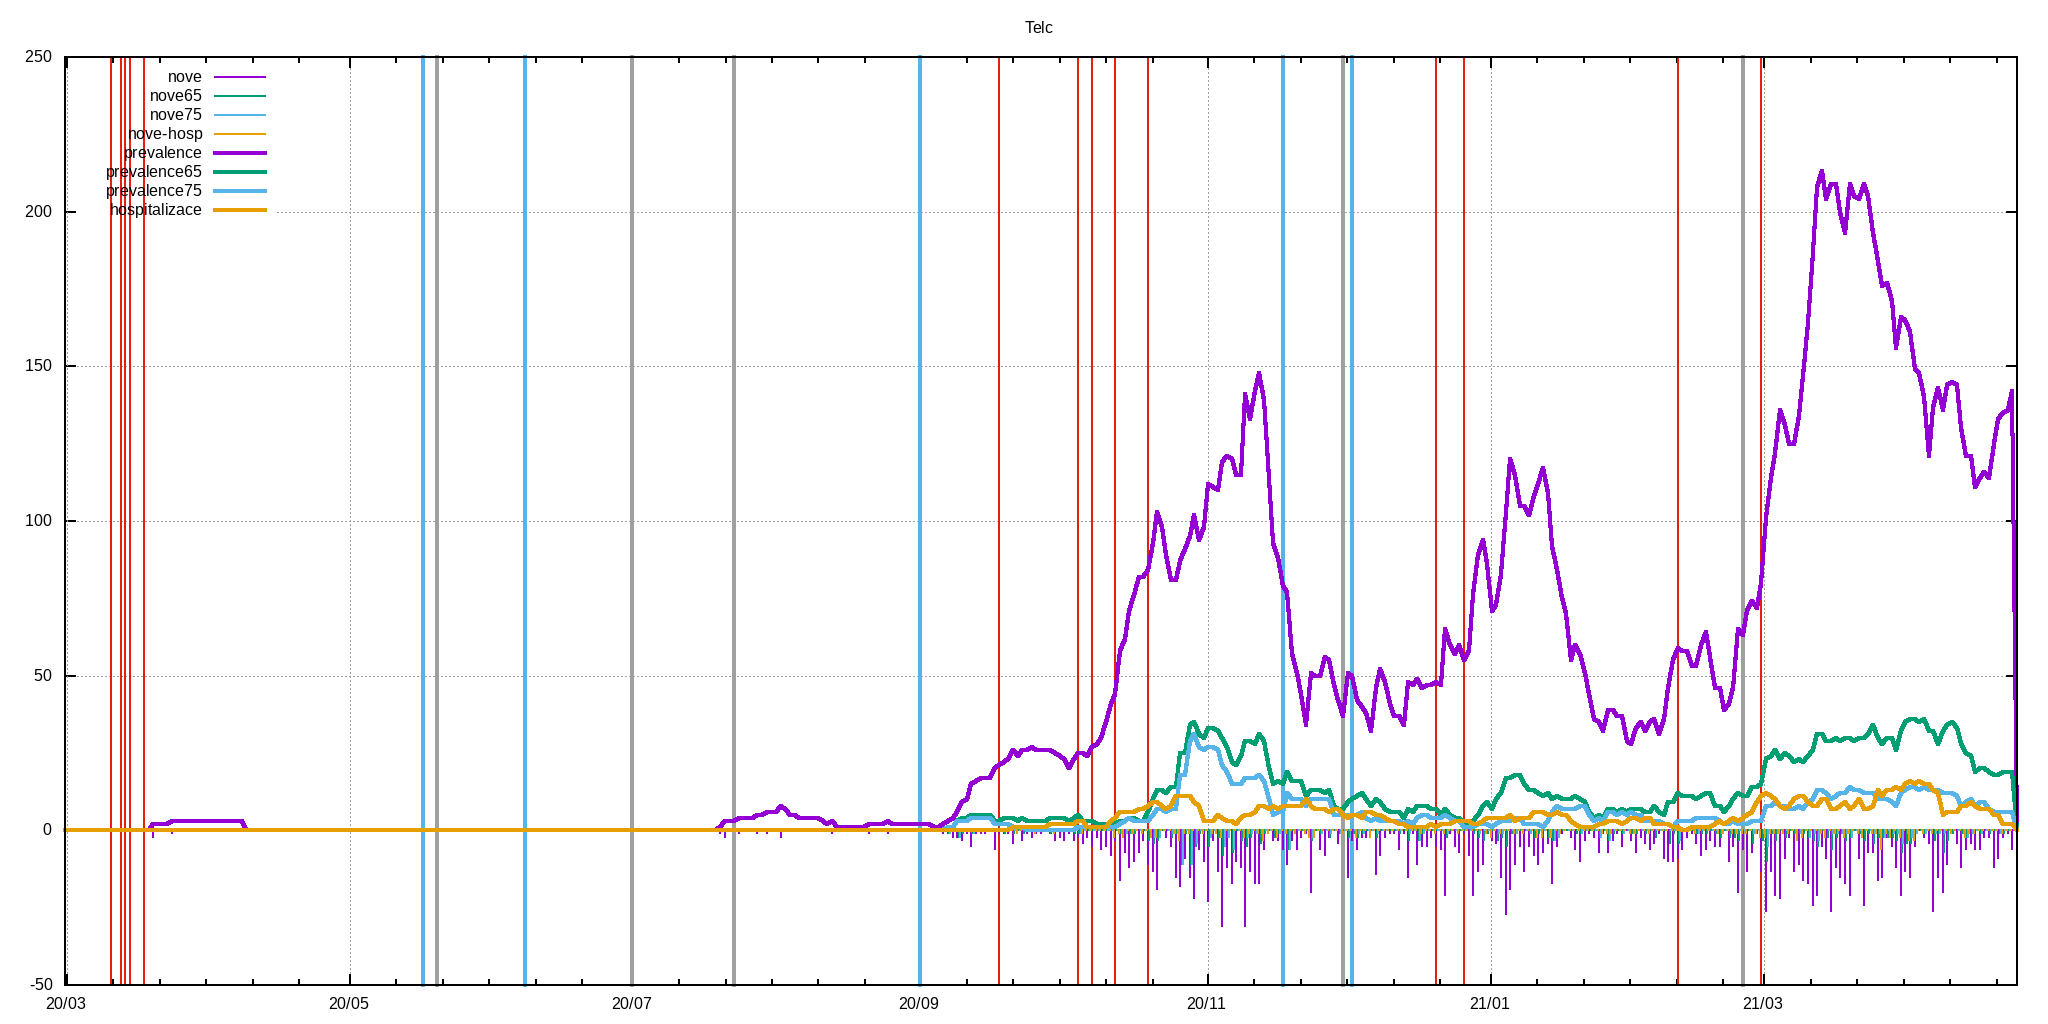 Telc
250
200
150
100
50
0
-50
nove
nove65
nove75
nove-hosp
prevalence
prevalence65
prevalence75
hospitalizace
20/03
20/05
20/07
20/09
20/11
21/01
21/03